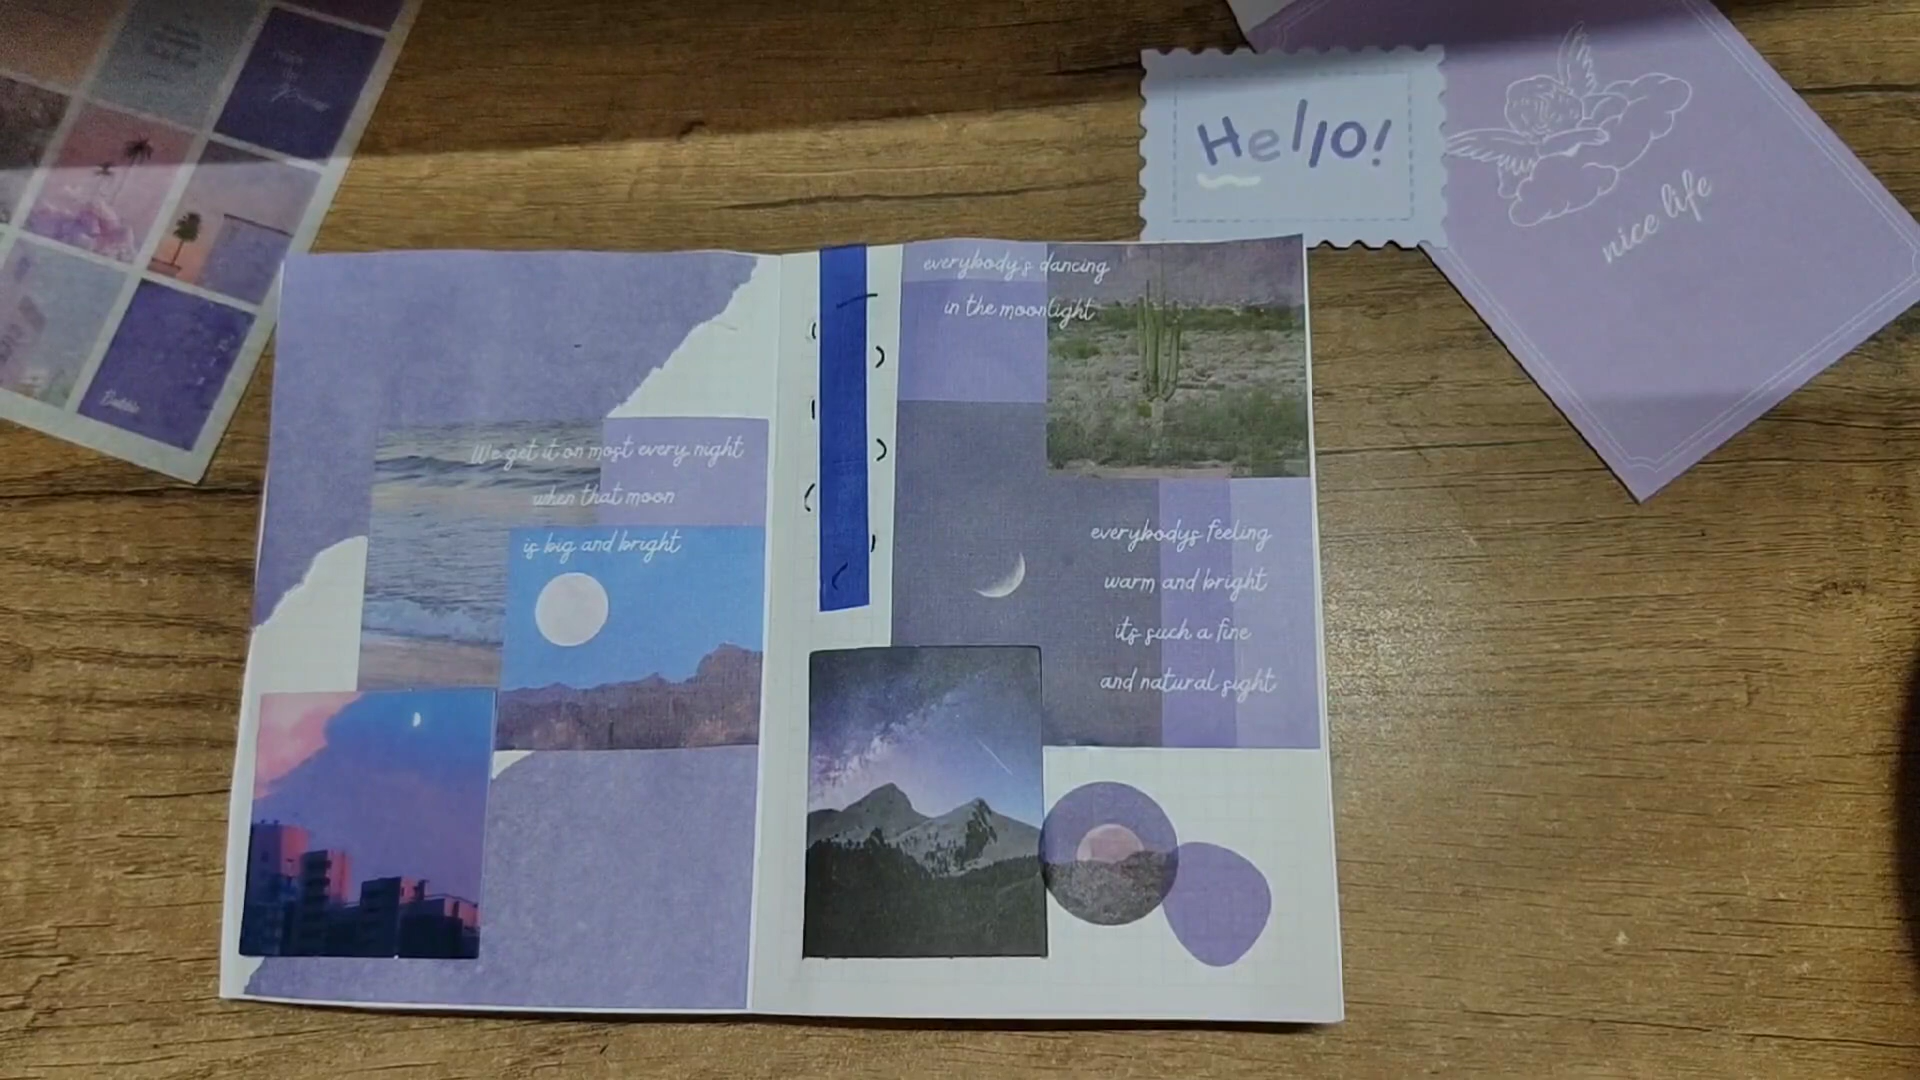 Hello!
nice life
everybody's dancing
in the moonlight
We get it on most every night
when that moon
is big and bright
everybodys feeling
warm and bright
its such a fine
and natural sight